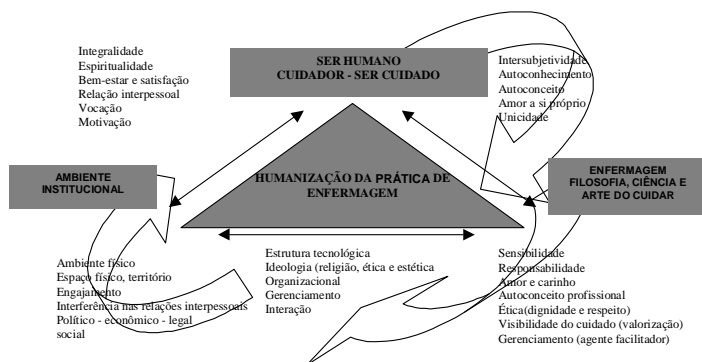 Integralidade
Espiritualidade
Bem-estar e satisfação
Relação interpessoal
Vocação
Motivação
SER HUMANO
CUIDADOR - SER CUIDADO
Intersubjetividade
Autoconhecimento
Autoconceito
Amor a si próprio
Unicidade
AMBIENTE
INSTITUCIONAL
HUMANIZAÇÃO DA PRÁTICA DE
ENFERMAGEM
ENFERMAGEM
FILOSOFIA, CIÊNCIA E
ARTE DO CUIDAR
Ambiente físico
Espaço físico, território
Engajamento
Interferência nas relações interpessoais
Político - econômico - legal
social
Estrutura tecnológica
Ideologia (religião, ética e estética
Organizacional
Gerenciamento
Interação
Sensibilidade
Responsabilidade
Amor e carinho
Autoconceito profissional
Ética(dignidade e respeito)
Visibilidade do cuidado (valorização)
Gerenciamento (agente facilitador)